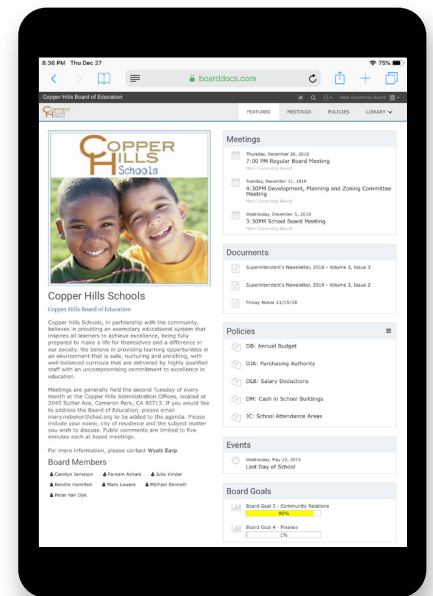 8:36 PM Thu Dec 27
75%
boarddocs.com
Copper Hills Board of Education
Main Governing Board
COPPER
HILLS
Schools
FEATURED
MEETINGS
POLICIES
LIBRARY
COPPER
HILLS
Schools
Copper Hills Schools
Copper Hills Board of Education
Copper Hills Schools, in partnership with the community,
believes in providing an exemplary educational system that
inspires all learners to achieve excellence, being fully
prepared to make a life for themselves and a difference in
our society. We believe in providing learning opportunities in
an environment that is safe, nurturing and enriching, with
well-balanced curricula that are delivered by highly qualified
staff with an uncompromising commitment to excellence in
education.
Meetings are generally held the second Tuesday of every
month at the Copper Hills Administration Offices, located at
2045 Sutter Ave, Cameron Park, CA 90713. If you would like
to address the Board of Education, please email
mary.nebeker@chsd.org to be added to the agenda. Please
include your name, city of residence and the subject matter
you wish to discuss. Public comments are limited to five
minutes each at board meetings.
For more information, please contact Wyatt Earp.
Board Members
Carolyn Jameson
Faheem Ashani
Julie Kinder
Kendra Hamilton
Mark Lowers
Michael Bennett
Peter Van Dyk
Meetings
Thursday, December 20, 2018
7:00 PM Regular Board Meeting
Main Governing Board
Tuesday, December 11, 2018
4:30PM Development, Planning and Zoning Committee
Meeting
Main Governing Board
Wednesday, December 5, 2018
3:30PM School Board Meeting
Main Governing Board
Documents
Superintendent's Newsletter, 2018 - Volume 3, Issue 3
Superintendent's Newsletter, 2018 - Volume 3, Issue 2
Friday Notes 11/15/18
Policies
DB: Annual Budget
DJA: Purchasing Authority
DLB: Salary Deductions
DM: Cash in School Buildings
JC: School Attendance Areas
Events
Wednesday, May 22, 2019
Last Day of School
Board Goals
Board Goal 3 - Community Relations
90%
Board Goal 4 - Finance
1%